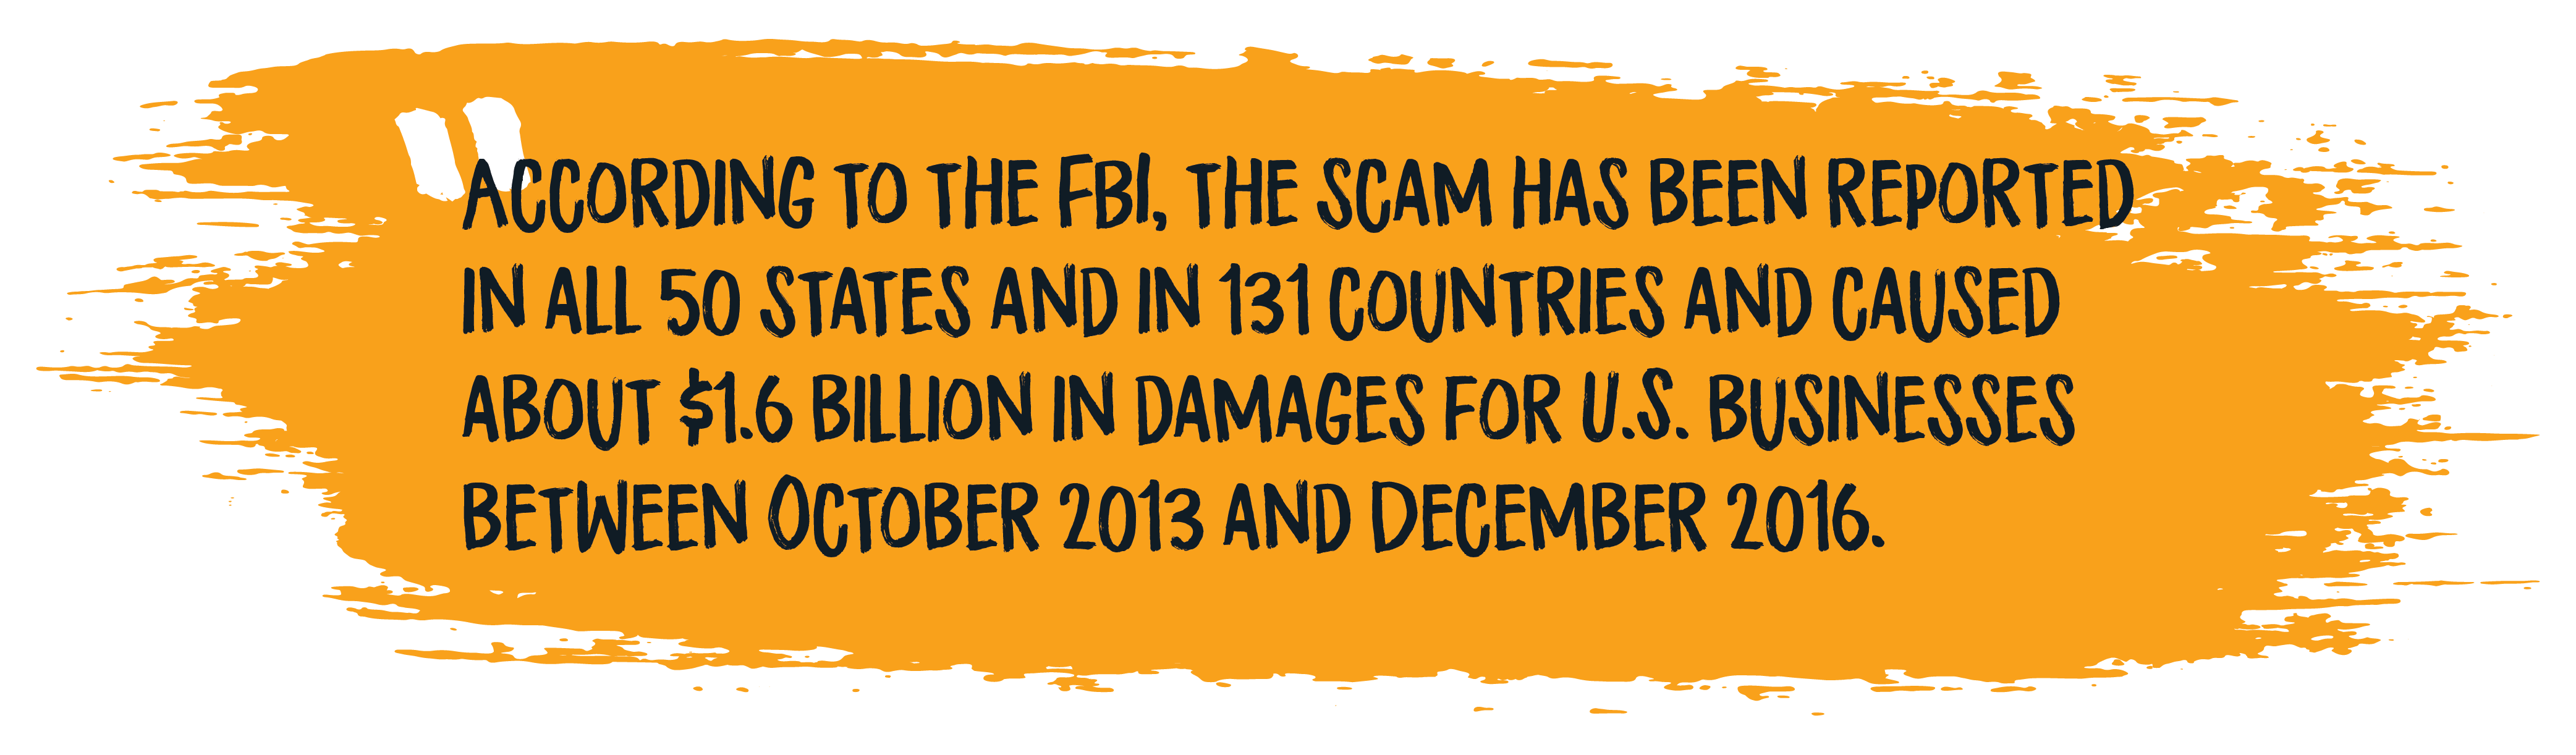 "ACCORDING TO THE FBI, THE SCAM HAS BEEN REPORTED
IN ALL 50 STATES AND IN 131 COUNTRIES AND CAUSED
ABOUT $1.6 BILLION IN DAMAGES FOR U.S. BUSINESSES
BETWEEN OCTOBER 2013 AND DECEMBER 2016.